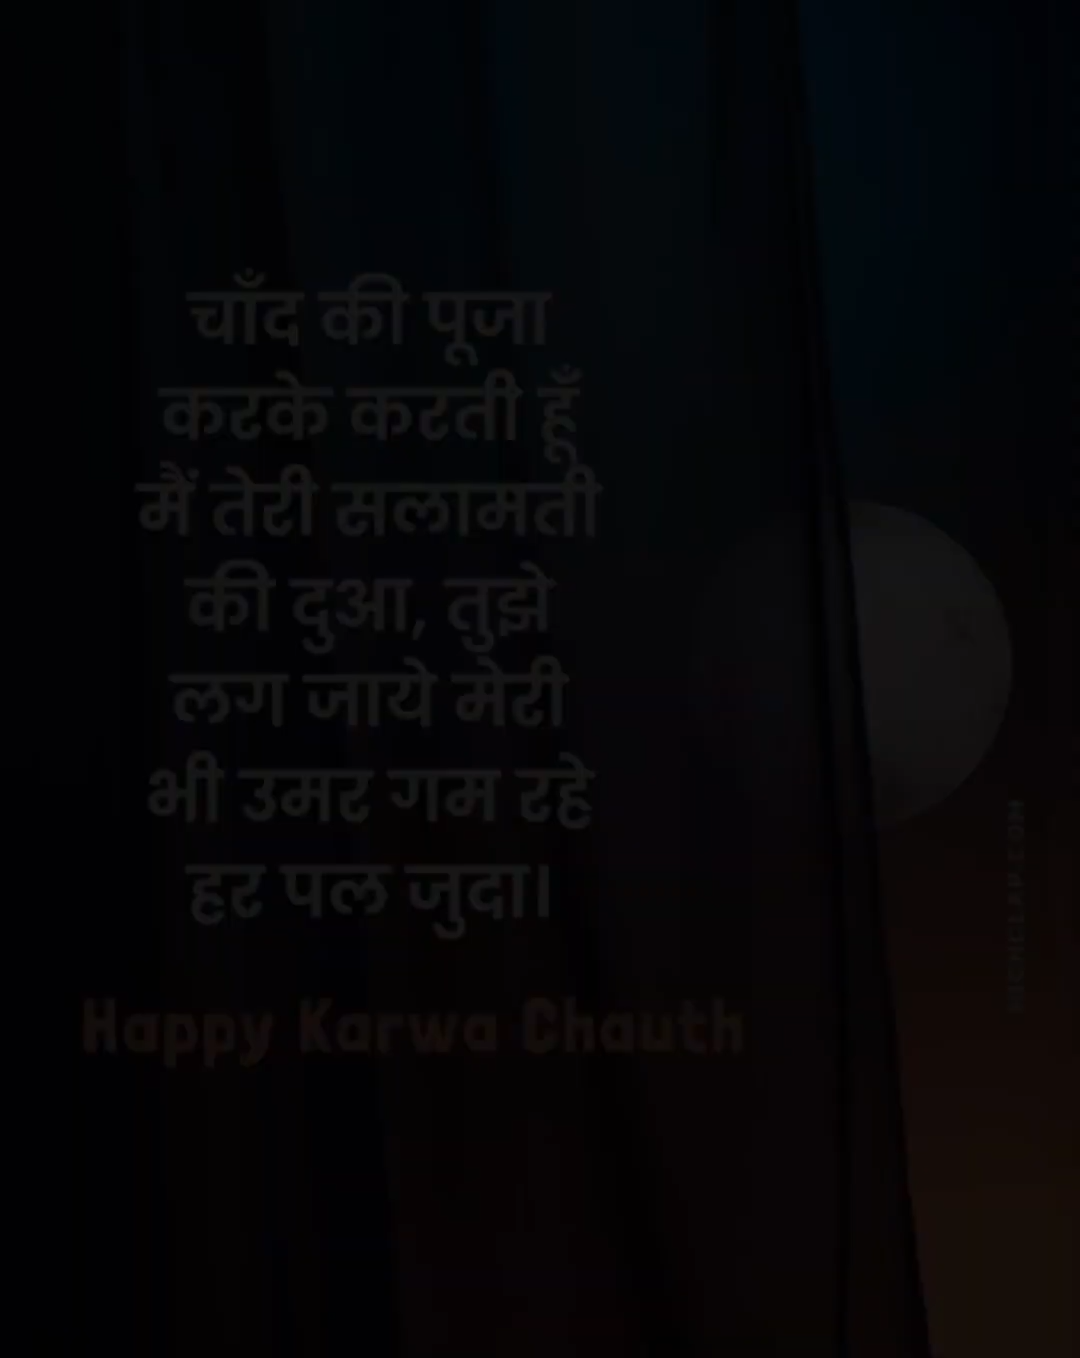 चाँद की पूजा
करके करती हूँ
मैं तेरी सलामती
की दुआ, तुझे
लग जाये मेरी
भी उमर गम रहे
हर पल जुदा।
Happy Karwa Chauth